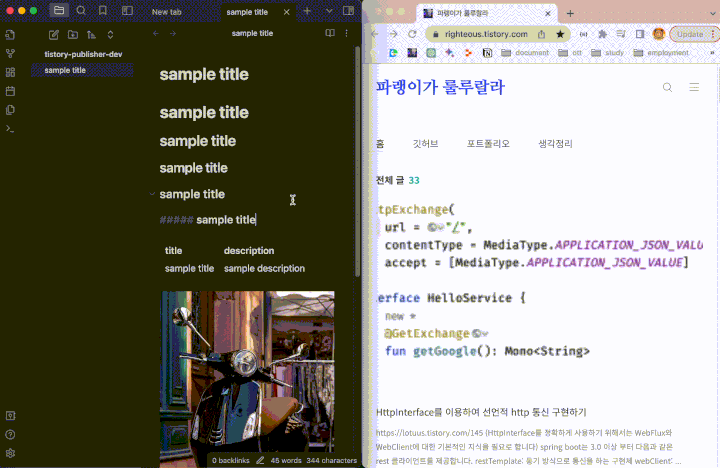 New tab
sample title
sample title
tistory-publisher-dev
sample title
sample title
sample title
sample title
sample title
sample title
##### sample title
title description
sample title sample description
0 backlinks 45 words 344 characters
파랭이가 룰루랄라
righteous.tistory.com
Update
document ott study employment
파랭이가 룰루랄라
홈 깃허브 포트폴리오 생각정리
전체 글 33
tpExchange(
url = "/",
contentType = MediaType.APPLICATION_JSON_VALU
accept = [MediaType.APPLICATION_JSON_VALUE]
erface HelloService {
new *
@GetExchange
fun getGoogle(): Mono<String>
HttpInterface를 이용하여 선언적 http 통신 구현하기
https://lotuus.tistory.com/145 (HttpInterface를 정확하게 사용하기 위해서는 WebFlux와
WebClient에 대한 기본적인 지식을 필요로 합니다) spring boot는 3.0 이상 부터 다음과 같은
rest 클라이언트를 제공합니다. restTemplate: 동기 방식으로 통신을 하는 구현체 webClient: ...